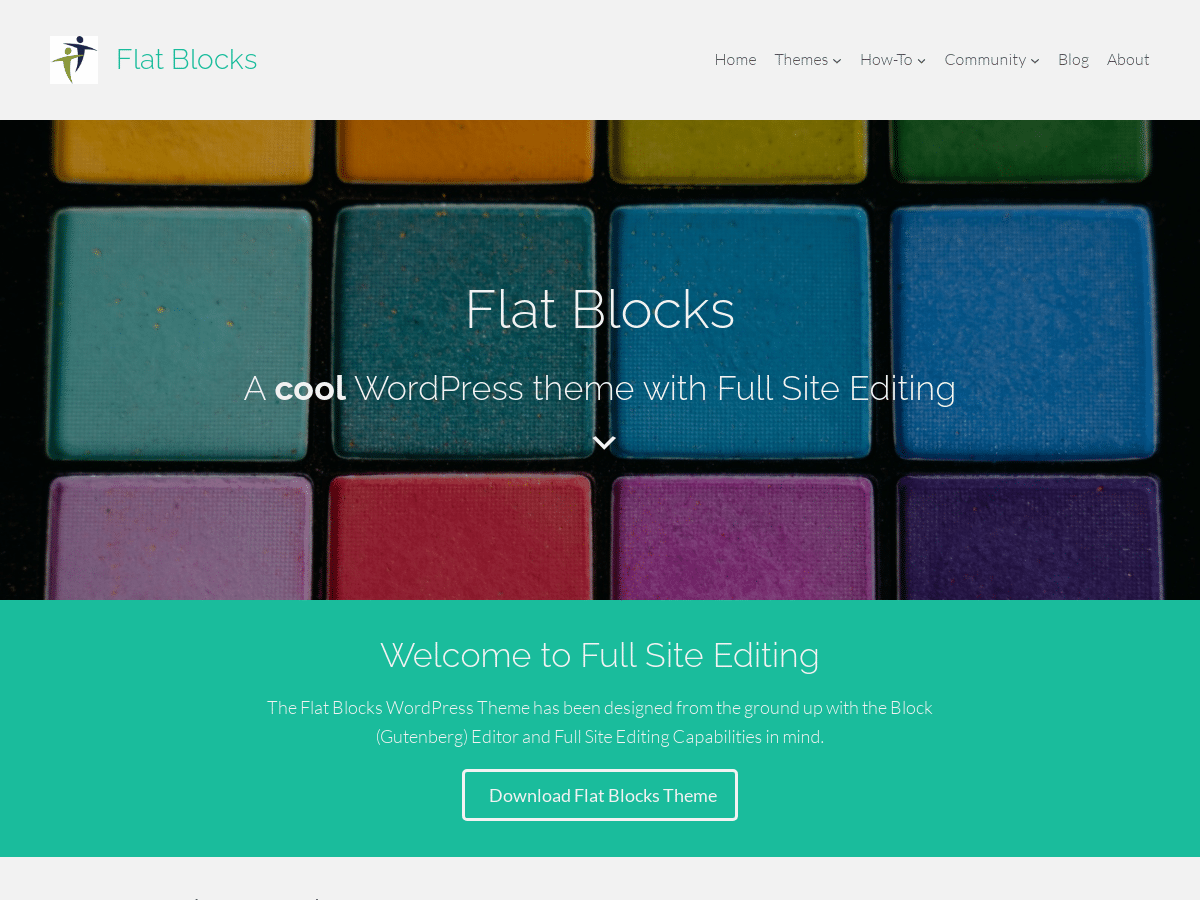 Flat Blocks
Home Themes How-To Community Blog About
Flat Blocks
A cool WordPress theme with Full Site Editing
Welcome to Full Site Editing
The Flat Blocks WordPress Theme has been designed from the ground up with the Block
(Gutenberg) Editor and Full Site Editing Capabilities in mind.
Download Flat Blocks Theme